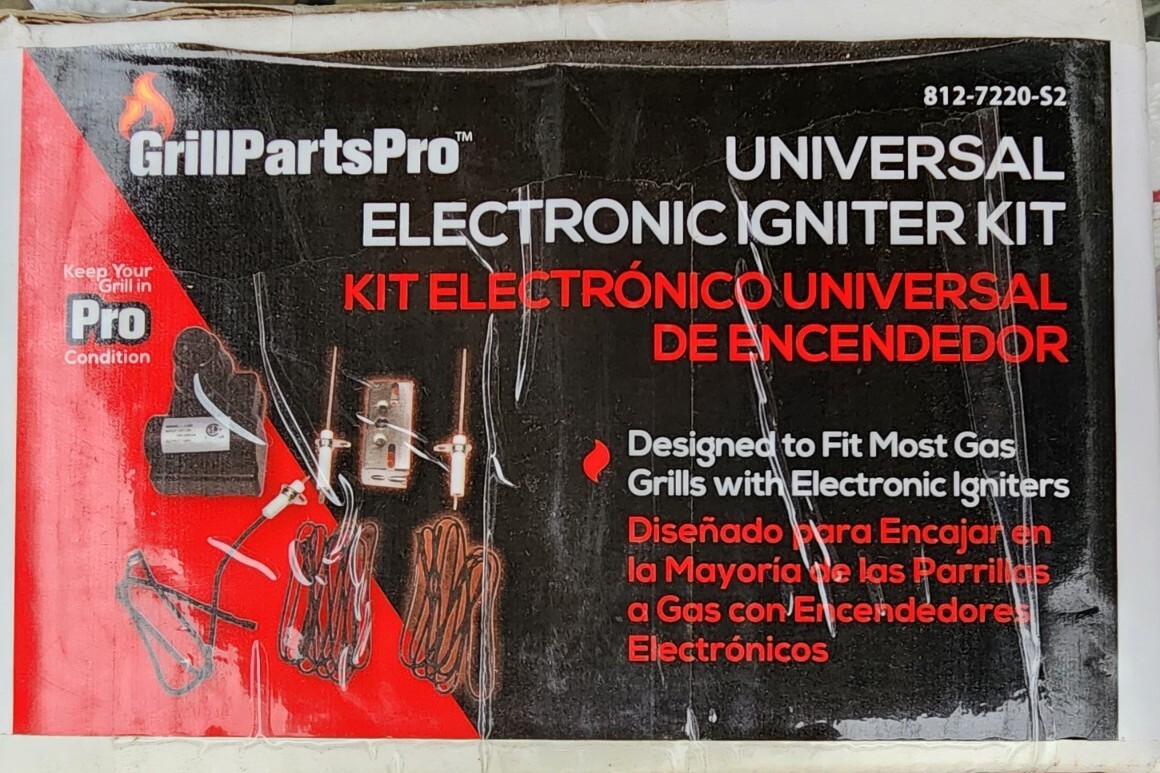 812-7220-S2
GrillPartsPro™
UNIVERSAL
ELECTRONIC IGNITER KIT
KIT ELECTRÓNICO UNIVERSAL
DE ENCENDEDOR
Keep Your
Grill in
Pro
Condition
Designed to Fit Most Gas
Grills with Electronic Igniters
Diseñado para Encajar en
la Mayoría de las Parrillas
a Gas con Encendedores
Electrónicos